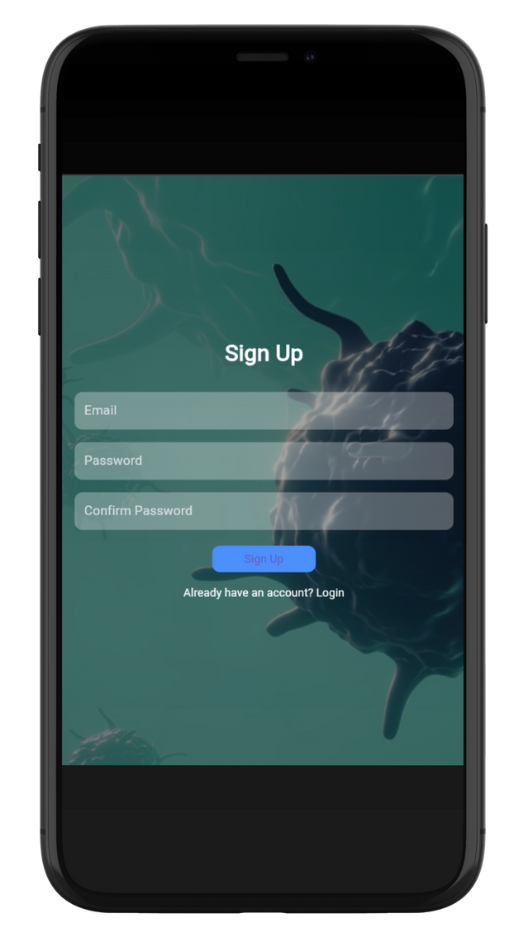 Sign Up
Email
Password
Confirm Password
Sign Up
Already have an account? Login